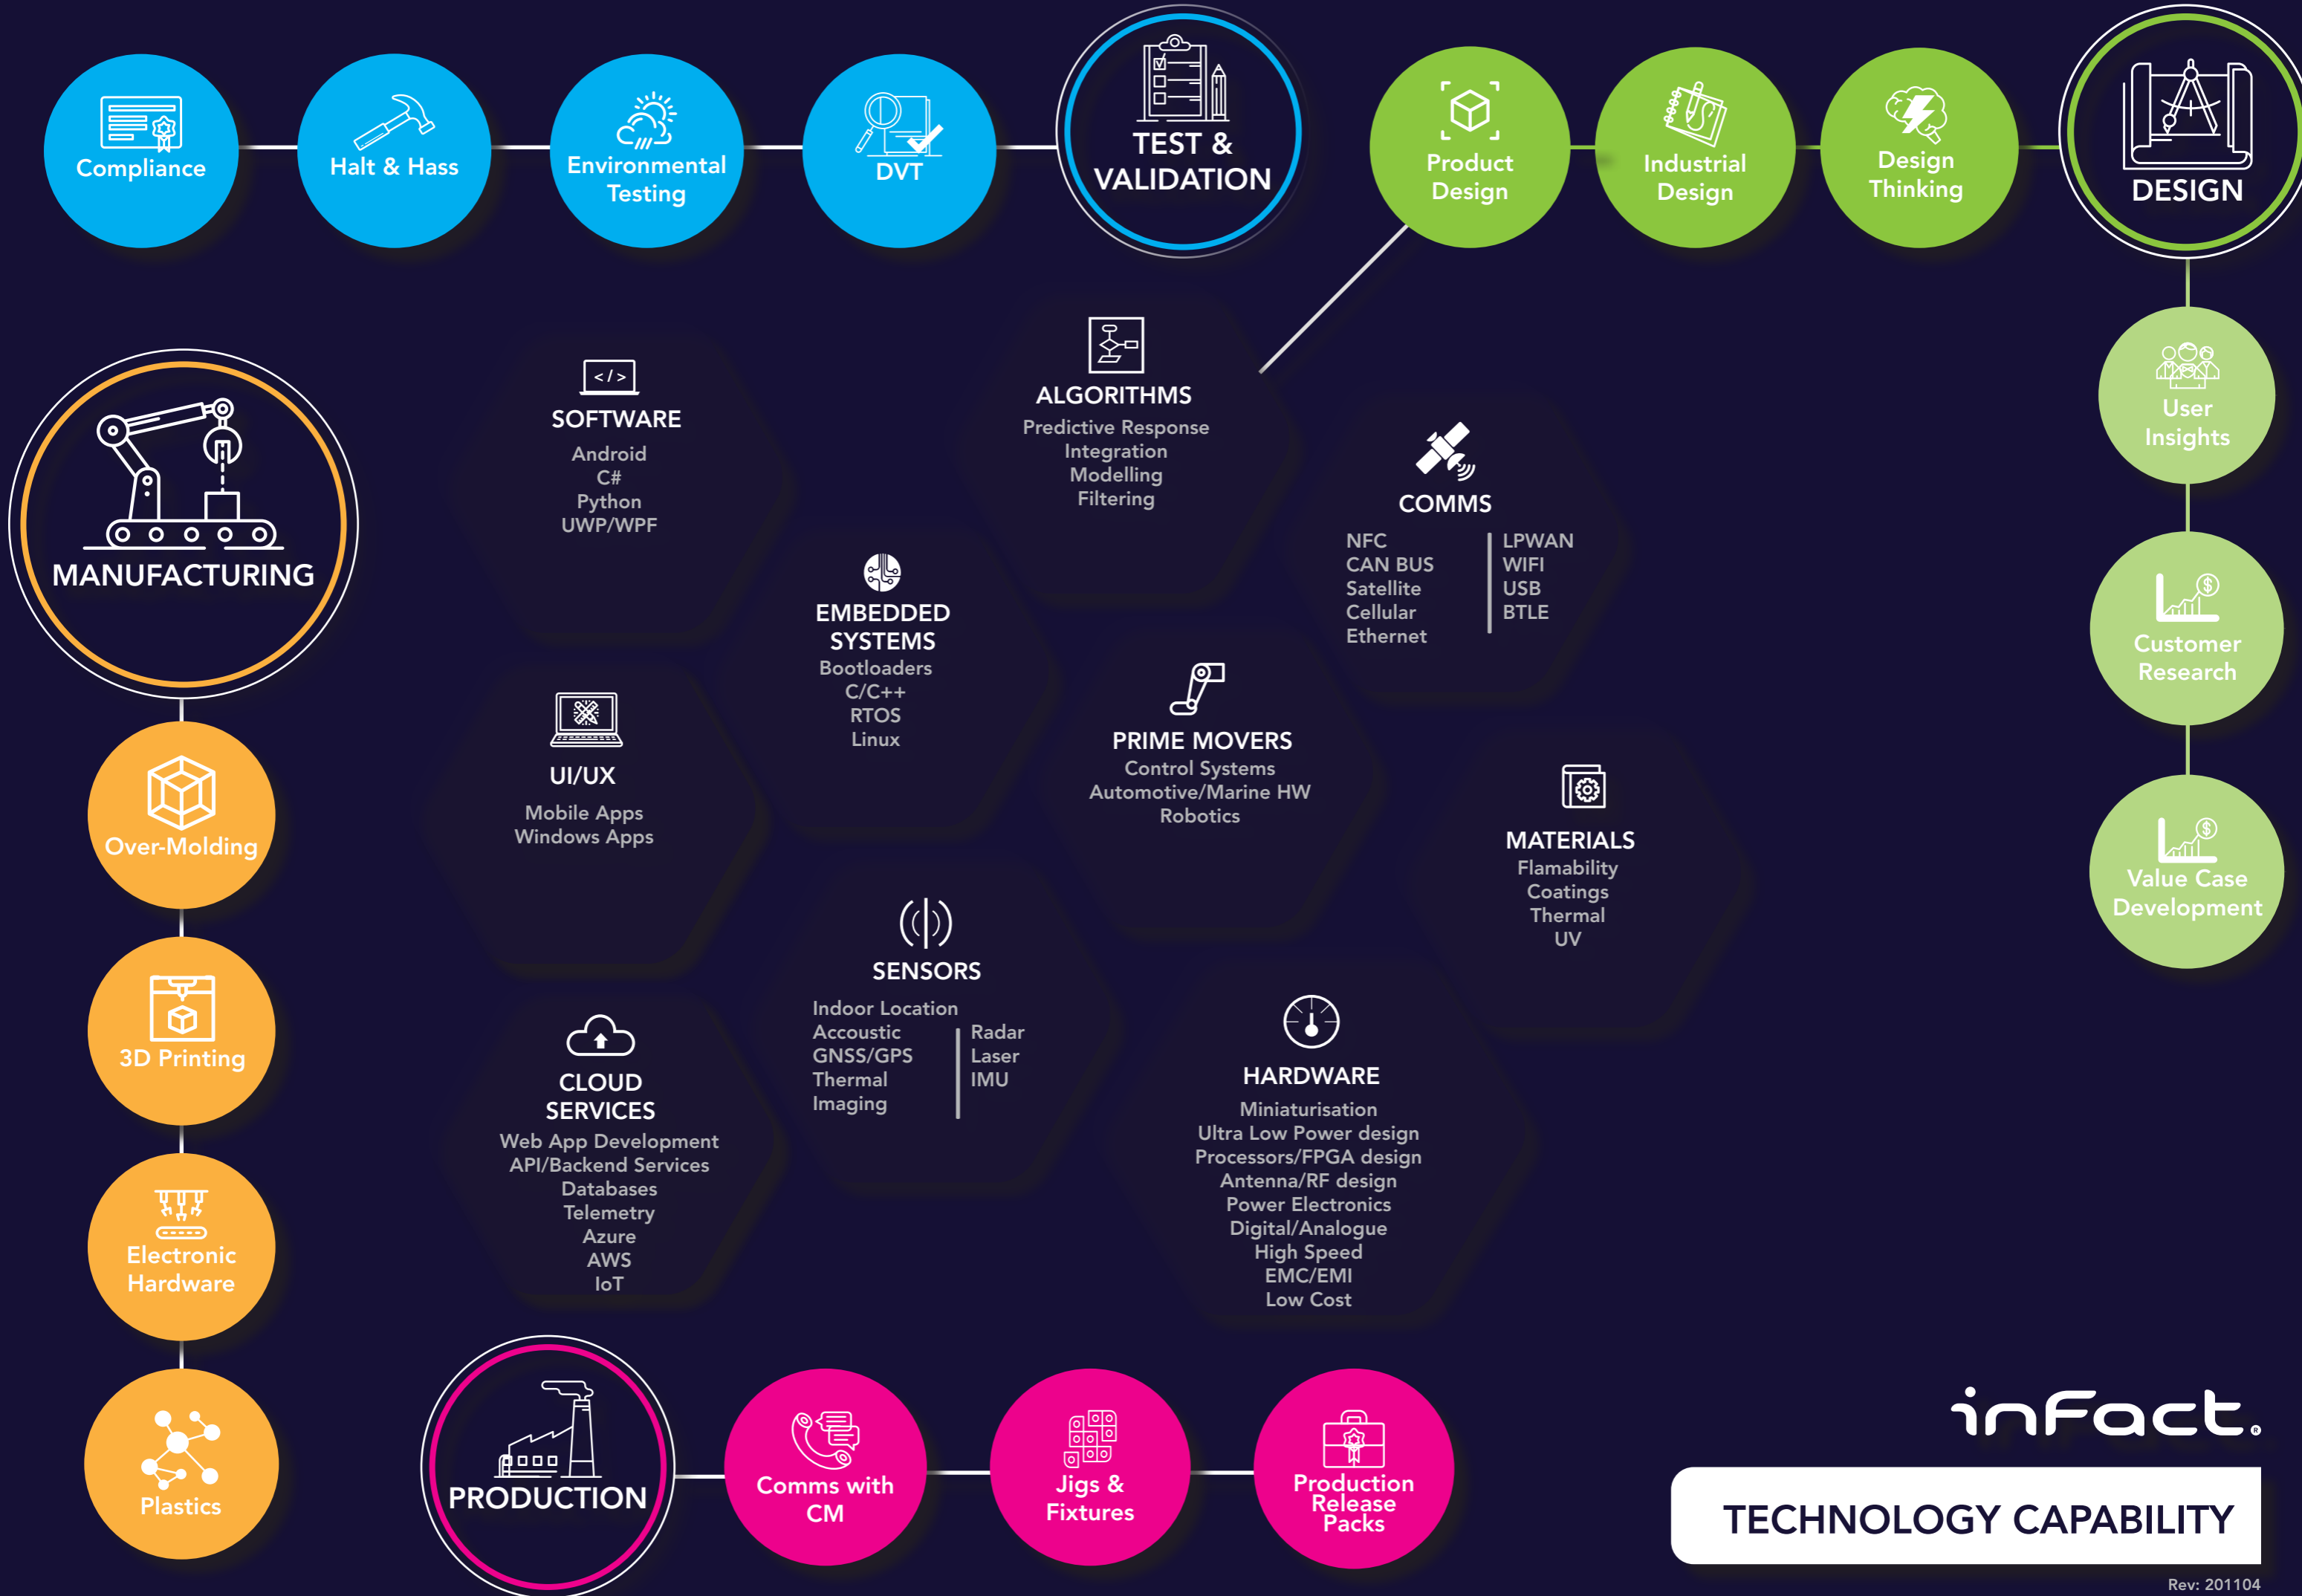 Compliance
Halt & Hass
Environmental
Testing
DVT
TEST &
VALIDATION
Product
Design
Industrial
Design
Design
Thinking
DESIGN
User
Insights
Customer
Research
Value Case
Development
MANUFACTURING
Over-Molding
3D Printing
Electronic
Hardware
Plastics
</>
SOFTWARE
Android
C#
Python
UWP/WPF
ALGORITHMS
Predictive Response
Integration
Modelling
Filtering
COMMS
NFC
CAN BUS
Satellite
Cellular
Ethernet
LPWAN
WIFI
USB
BTLE
EMBEDDED
SYSTEMS
Bootloaders
C/C++
RTOS
Linux
UI/UX
Mobile Apps
Windows Apps
PRIME MOVERS
Control Systems
Automotive/Marine HW
Robotics
MATERIALS
Flamability
Coatings
Thermal
UV
SENSORS
Indoor Location
Accoustic
GNSS/GPS
Thermal
Imaging
Radar
Laser
IMU
CLOUD
SERVICES
Web App Development
API/Backend Services
Databases
Telemetry
Azure
AWS
IoT
HARDWARE
Miniaturisation
Ultra Low Power design
Processors/FPGA design
Antenna/RF design
Power Electronics
Digital/Analogue
High Speed
EMC/EMI
Low Cost
PRODUCTION
Comms with
CM
Jigs &
Fixtures
Production
Release
Packs
inFact.®
TECHNOLOGY CAPABILITY
Rev: 201104